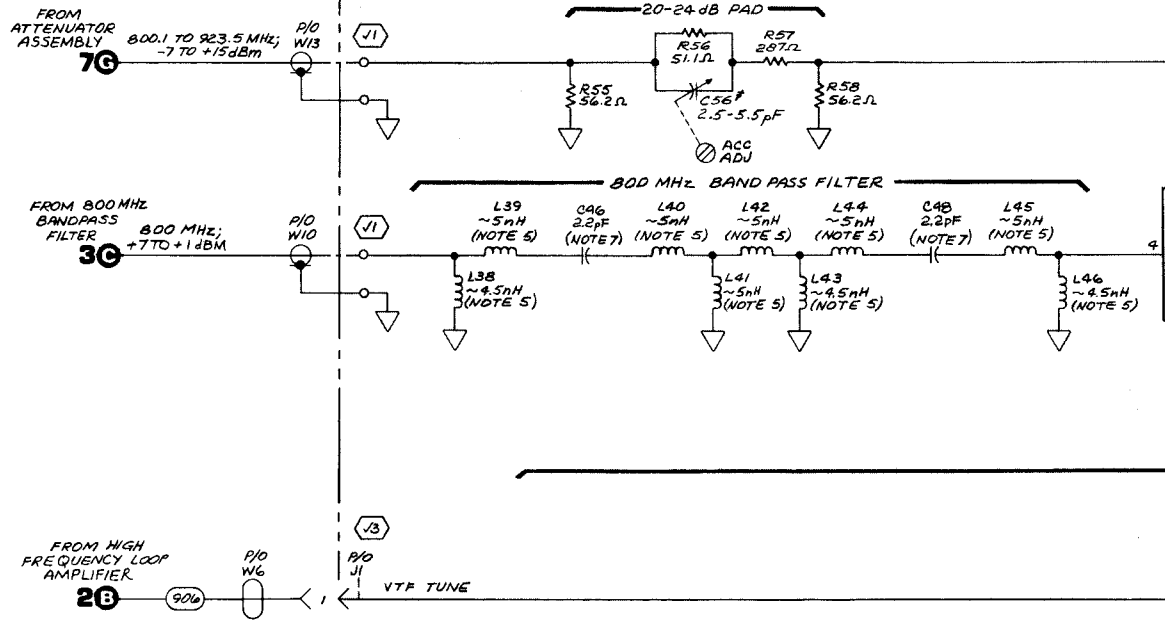 FROM
ATTENUATOR
ASSEMBLY
7G
800.1 TO 923.5 MHz;
-7 TO +15dBm
P/O
W13
√1
20-24 dB PAD
R55
56.2Ω
R56
51.1Ω
C56*
2.5-5.5pF
R57
287Ω
R58
56.2Ω
ACC
ADJ
800 MHz BAND PASS FILTER
FROM 800 MHz
BANDPASS
FILTER
3C
800 MHz;
+7 TO +1 dBM
P/O
W10
√1
L38
~4.5nH
(NOTE 5)
L39
~5nH
(NOTE 5)
C46
2.2pF
(NOTE 7)
L40
~5nH
(NOTE 5)
L41
~5nH
(NOTE 5)
L42
~5nH
(NOTE 5)
L43
~4.5nH
(NOTE 5)
L44
~5nH
(NOTE 5)
C48
2.2pF
(NOTE 7)
L45
~5nH
(NOTE 5)
L46
~4.5nH
(NOTE 5)
4
FROM HIGH
FREQUENCY LOOP
AMPLIFIER
2B
906
P/O
W6
1
√3
P/O
J1
VTF TUNE